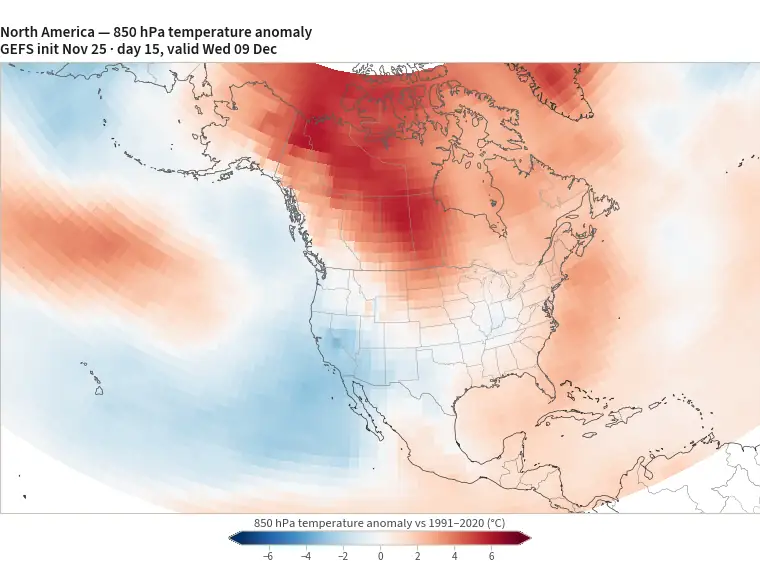 North America — 850 hPa temperature anomaly
GEFS init Nov 25 · day 15, valid Wed 09 Dec
850 hPa temperature anomaly vs 1991–2020 (°C)
−6 −4 −2 0 2 4 6